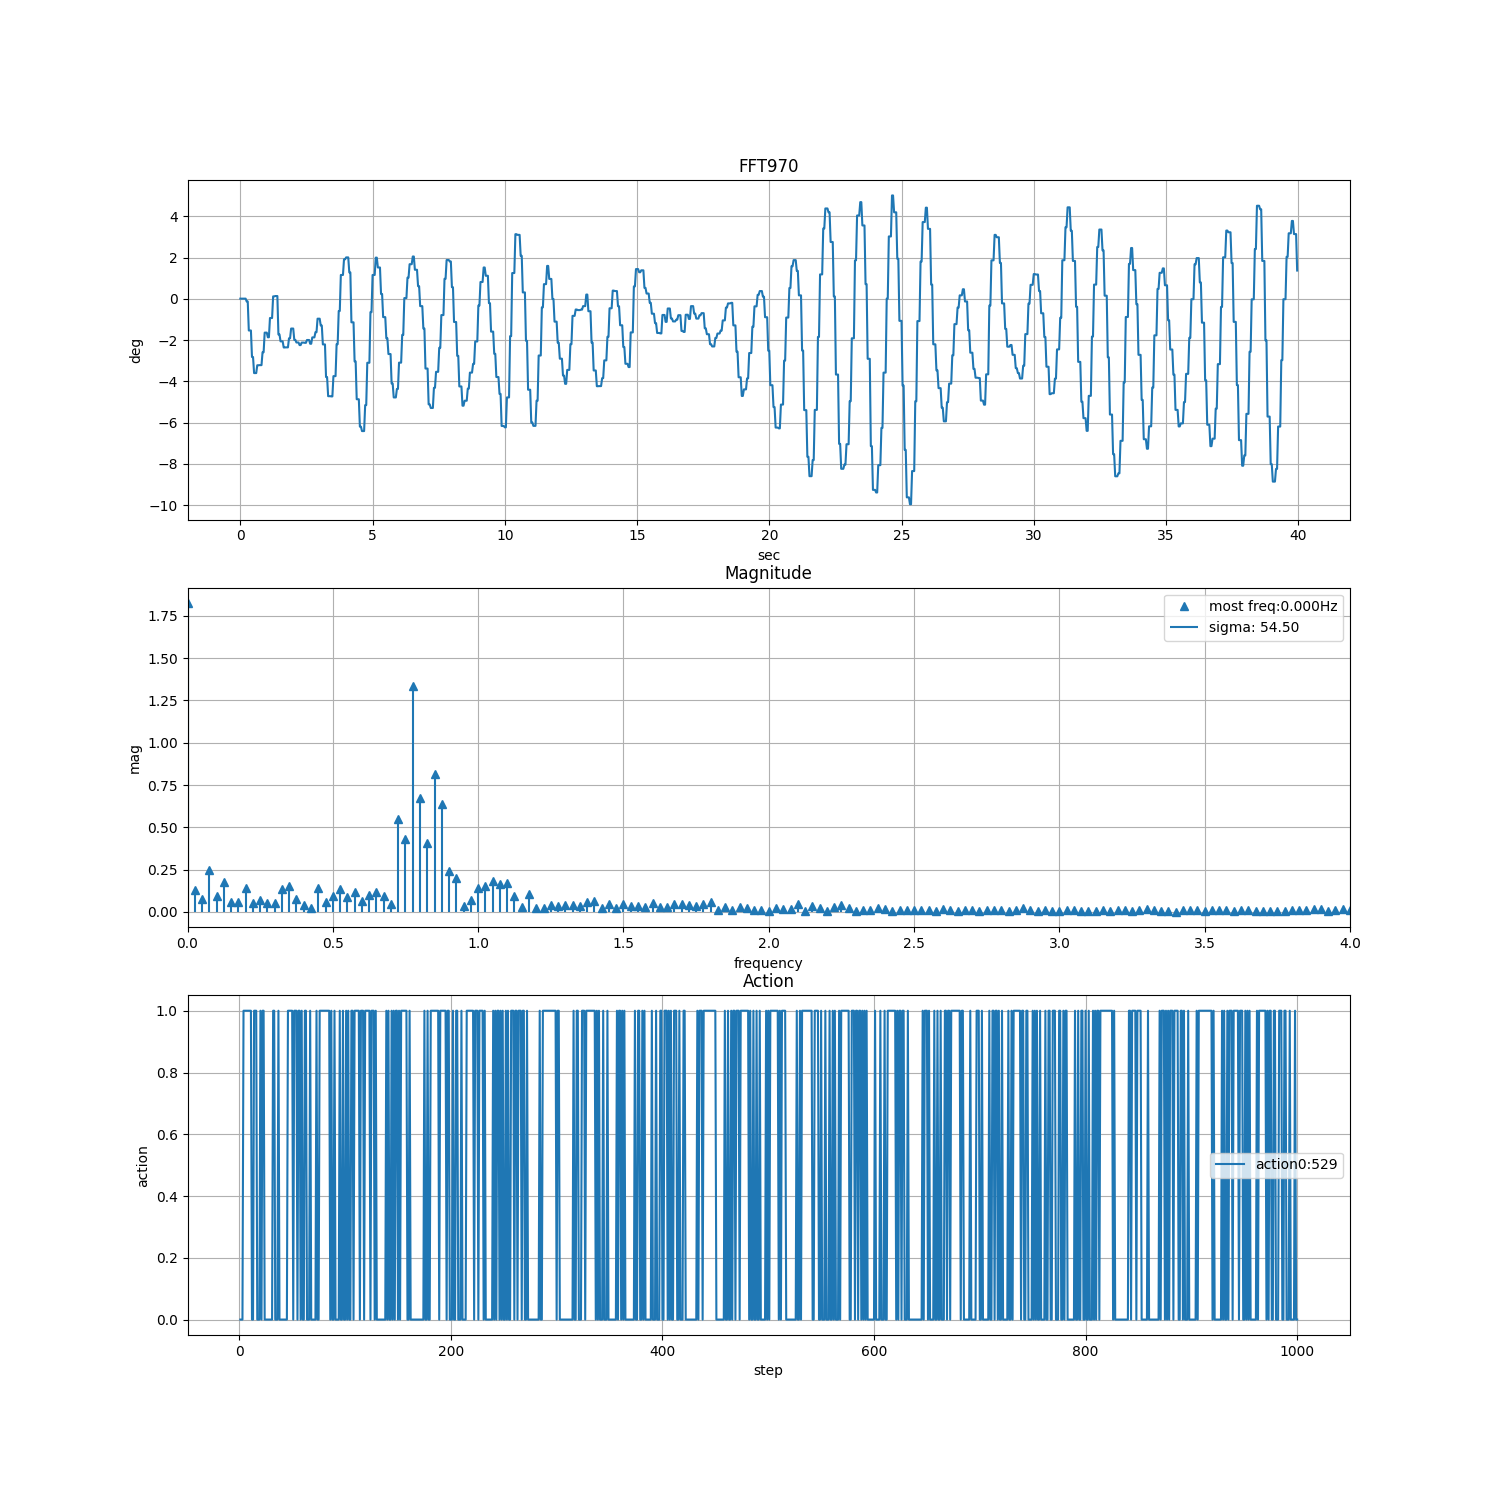 FFT970
4
2
0
−2
−4
−6
−8
−10
deg
0 5 10 15 20 25 30 35 40
sec
Magnitude
1.75
1.50
1.25
1.00
0.75
0.50
0.25
0.00
mag
most freq:0.000Hz
sigma: 54.50
0.0 0.5 1.0 1.5 2.0 2.5 3.0 3.5 4.0
frequency
Action
1.0
0.8
0.6
0.4
0.2
0.0
action
action0:529
0 200 400 600 800 1000
step